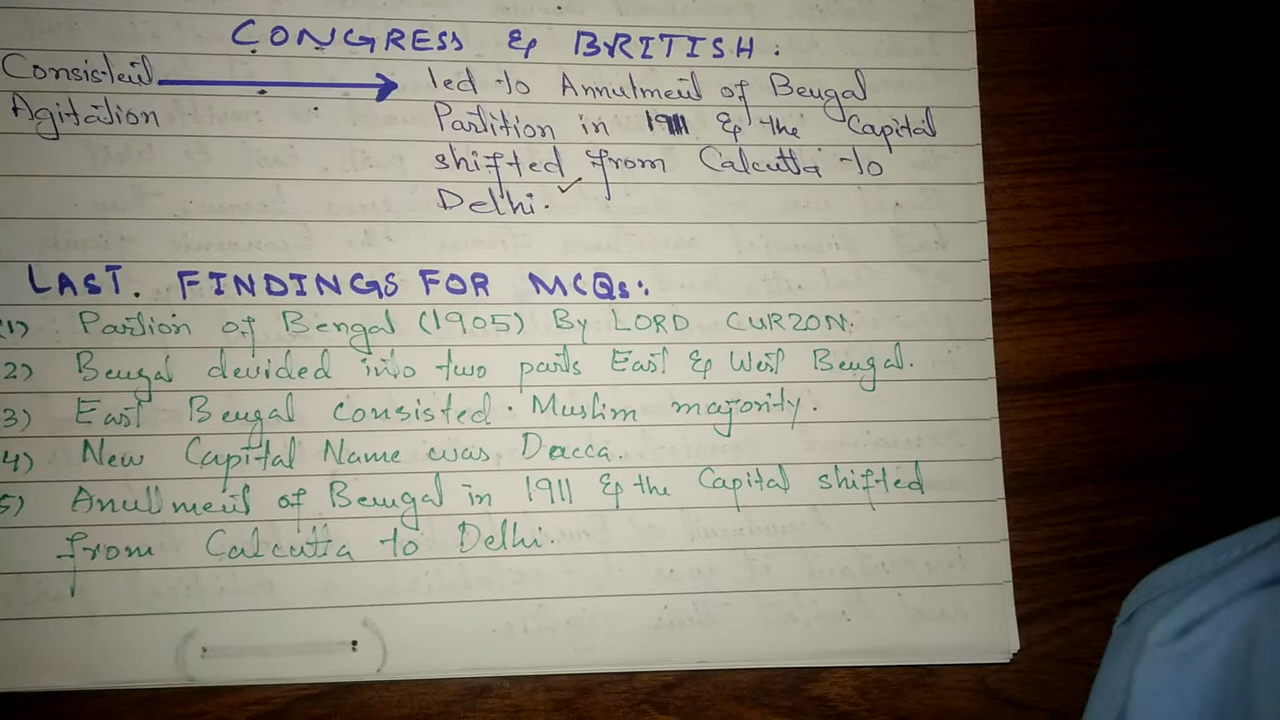 CONGRESS & BRITISH:
Consistent → led to Annulment of Bengal
Agitation Partition in 1911 & the Capital
shifted from Calcutta to
Delhi.
LAST. FINDINGS FOR MCQs:
1) Partion of Bengal (1905) By LORD CURZON.
2) Bengal devided into two parts East & West Bengal.
3) East Bengal consisted. Muslim majority.
4) New Capital Name was Dacca.
5) Anullment of Bengal in 1911 & the Capital shifted
from Calcutta to Delhi.